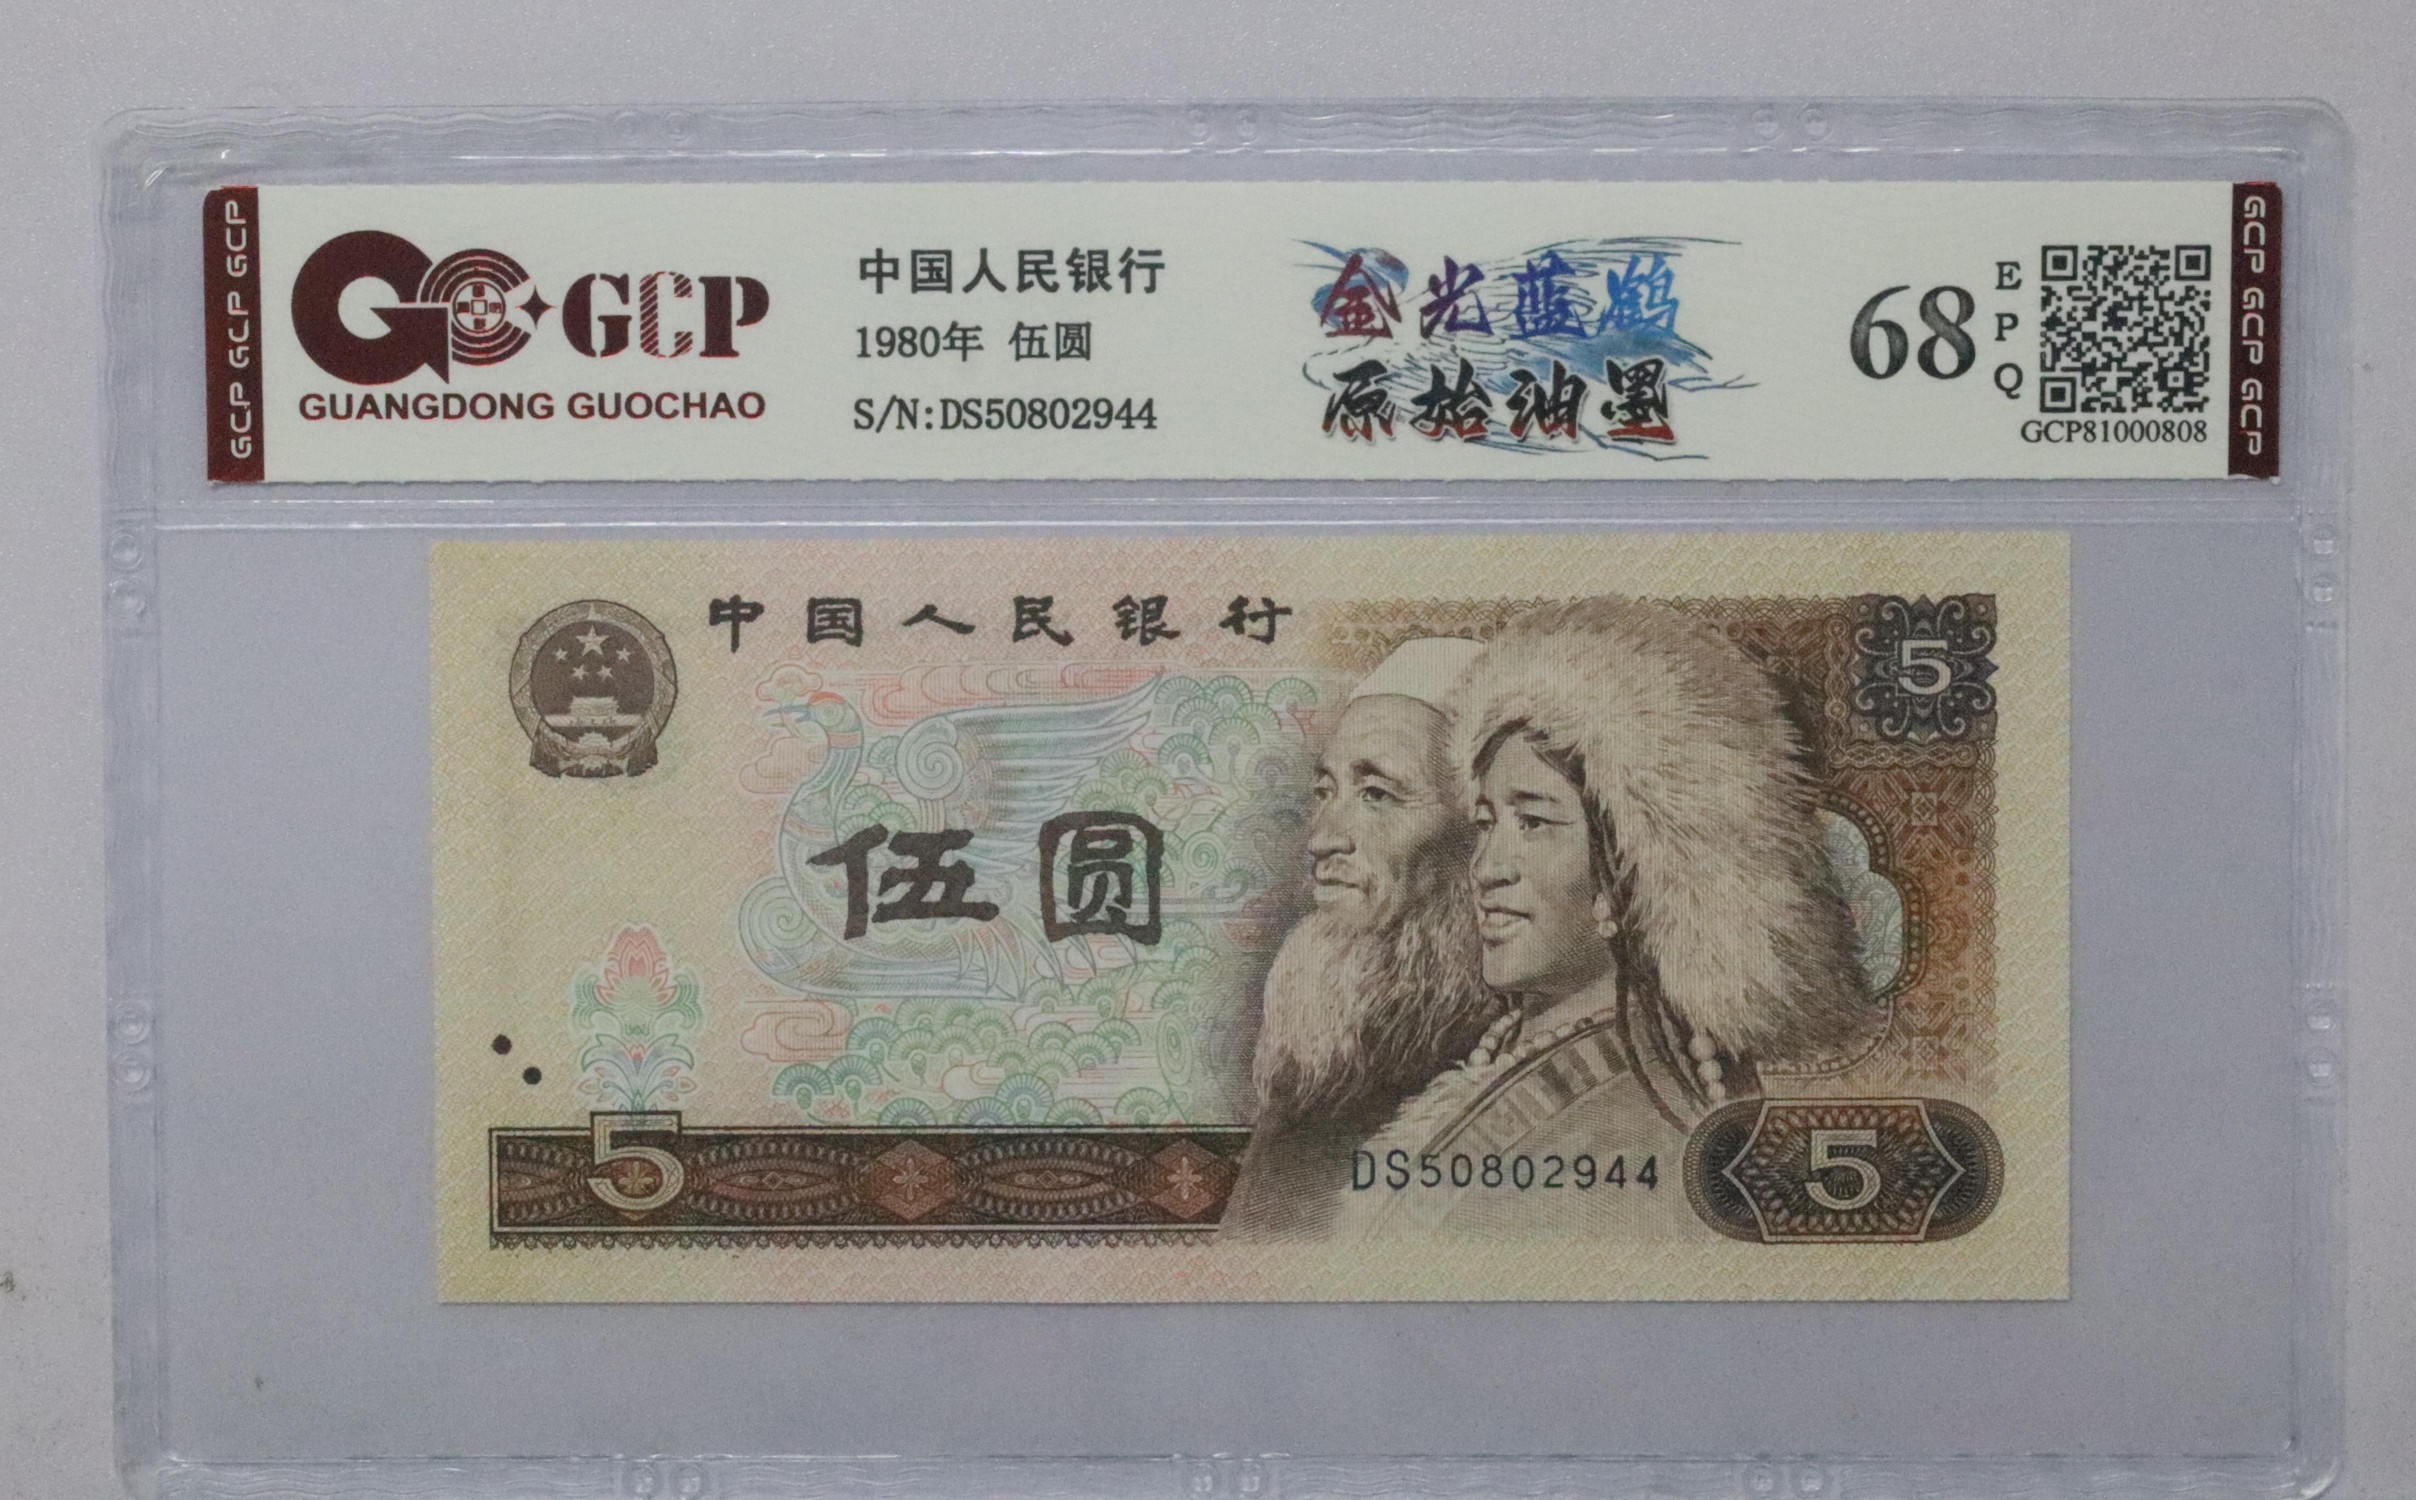 GCP GCP GCP
GCP
GUANGDONG GUOCHAO
中国人民银行
1980年 伍圆
S/N:DS50802944
金光蓝鹤
原始油墨
68
E
P
Q
GCP81000808
GCP GCP GCP
中国人民银行
5
伍圆
5
DS50802944
5